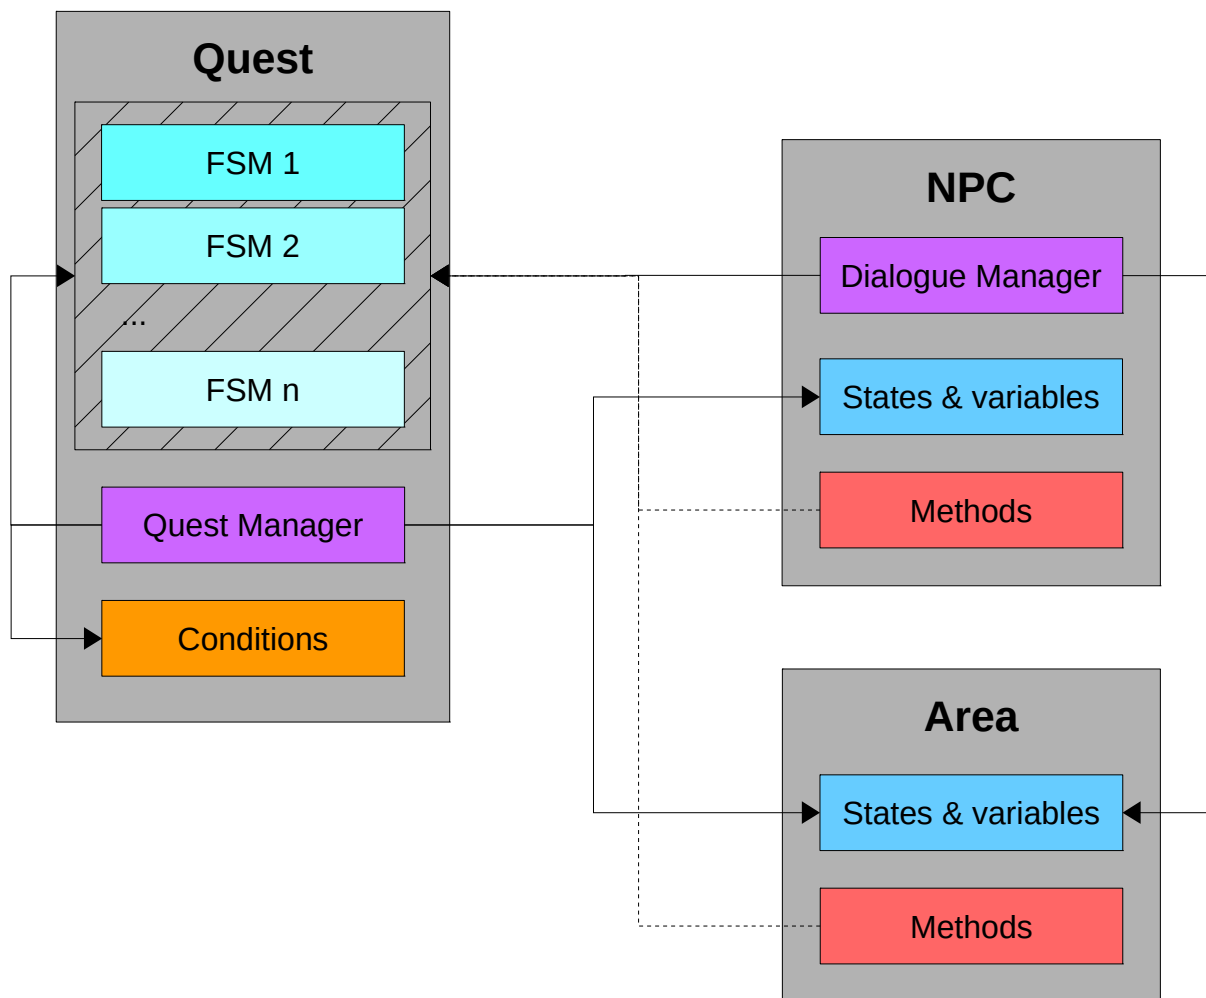 Quest
FSM 1
FSM 2
...
FSM n
Quest Manager
Conditions
NPC
Dialogue Manager
States & variables
Methods
Area
States & variables
Methods